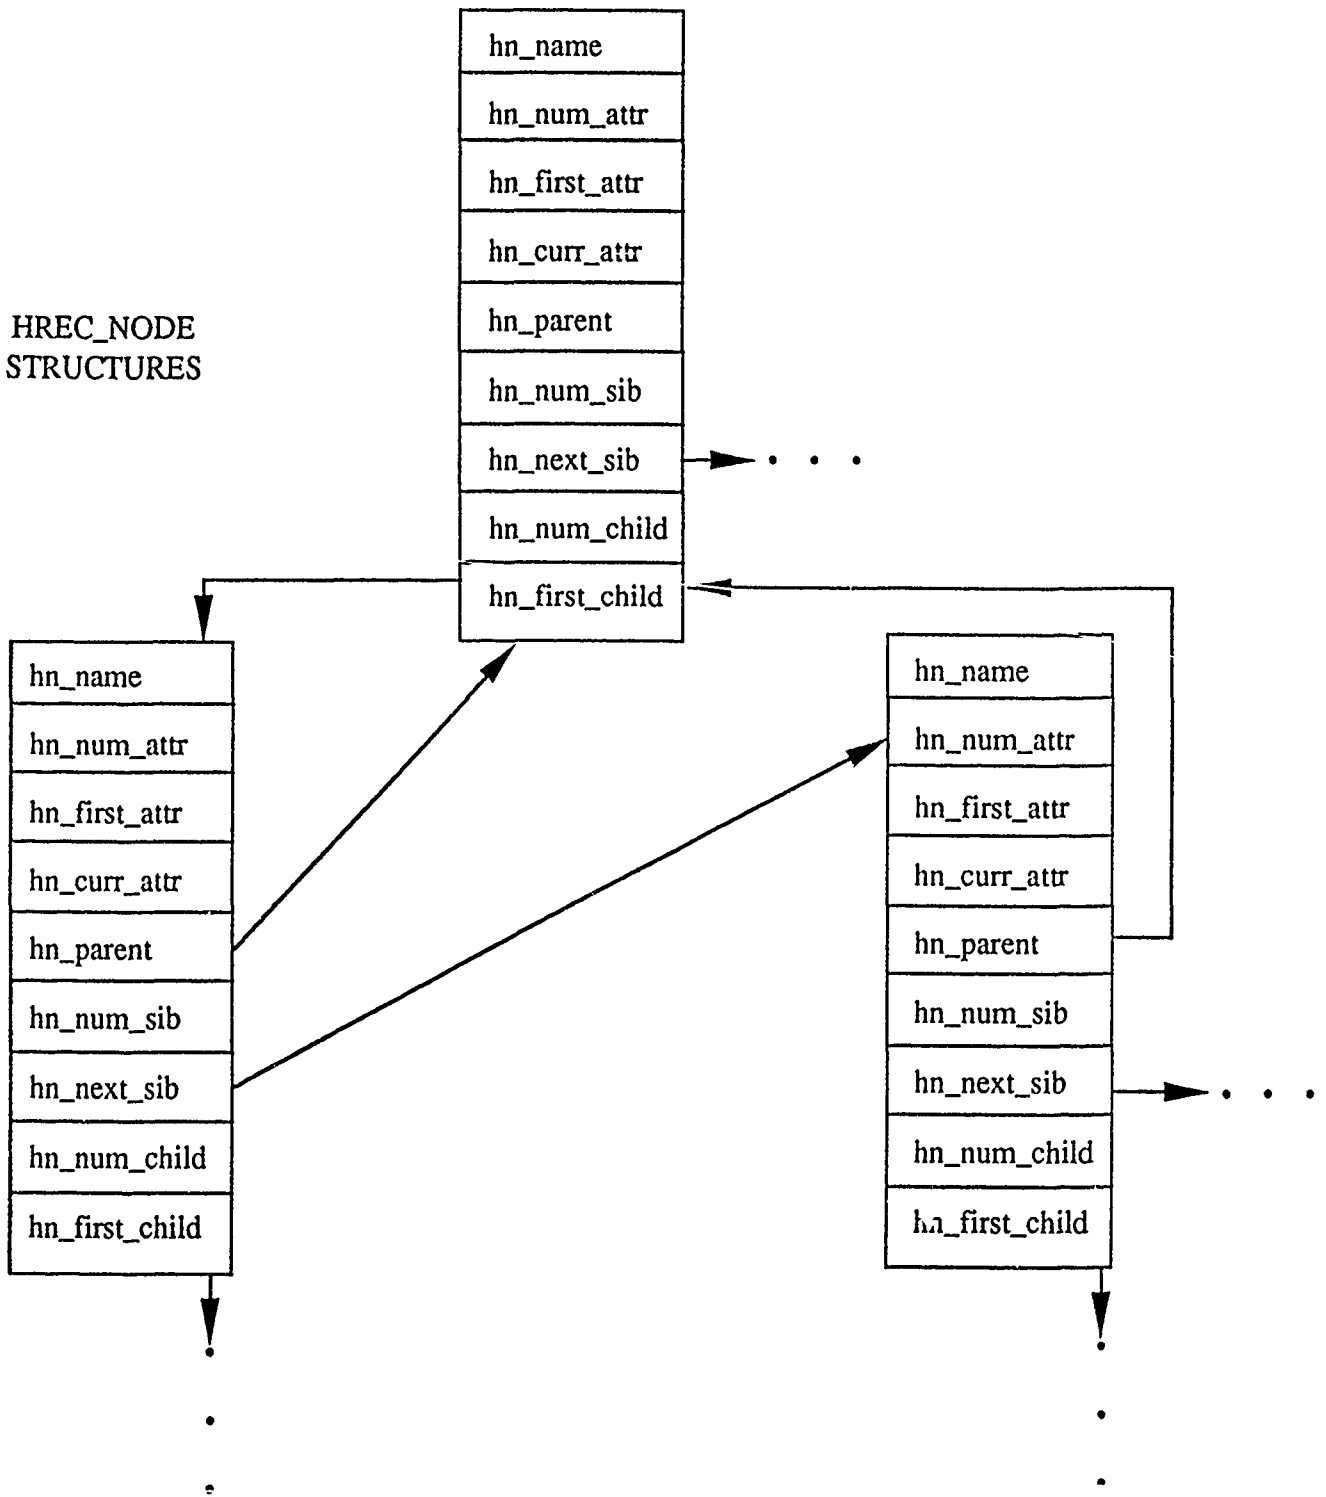 hn_name
hn_num_attr
hn_first_attr
hn_curr_attr
hn_parent
hn_num_sib
hn_next_sib
hn_num_child
hn_first_child
HREC_NODE
STRUCTURES
hn_name
hn_num_attr
hn_first_attr
hn_curr_attr
hn_parent
hn_num_sib
hn_next_sib
hn_num_child
hn_first_child
hn_name
hn_num_attr
hn_first_attr
hn_curr_attr
hn_parent
hn_num_sib
hn_next_sib
hn_num_child
hn_first_child